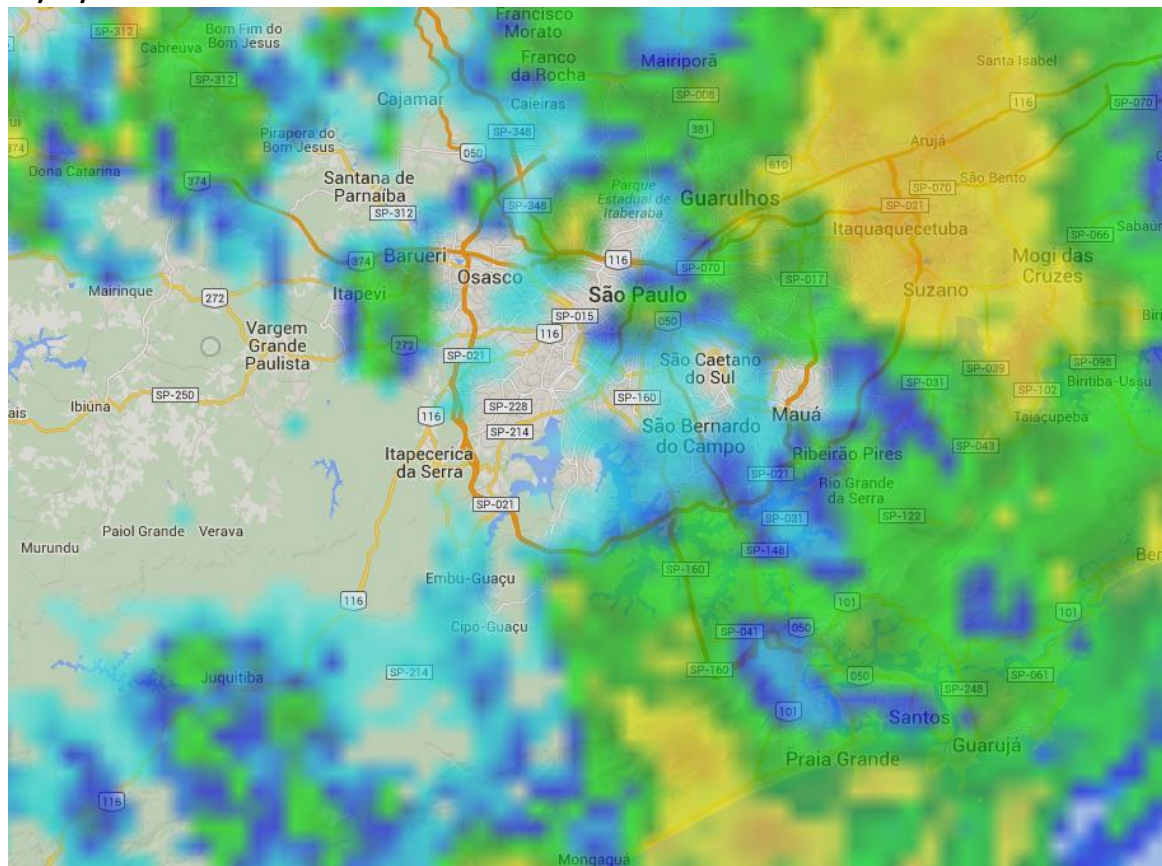 Francisco
Morato
SP-312
Bom Fim do
Bom Jesus
Cabreúva
Franco
da Rocha
Mairiporã
Santa Isabel
SP-312
SP-008
116
SP-070
Cajamar
Caieiras
SP-348
381
374
Pirapora do
Bom Jesus
050
Arujá
610
Dona Catarina
374
Santana de
Parnaíba
Parque
Estadual de
Itaberaba
São Bento
SP-070
SP-312
SP-348
Guarulhos
SP-021
Itaquaquecetuba
SP-066
Barueri
374
116
SP-070
SP-017
Mogi das
Cruzes
Osasco
Itapevi
São Paulo
Suzano
Mairinque
272
SP-015
050
Vargem
Grande
Paulista
116
272
SP-021
São Caetano
do Sul
SP-039
SP-098
SP-031
Biritiba-Ussu
SP-250
SP-160
SP-102
Ibiúna
SP-228
116
Mauá
Taiaçupeba
SP-214
São Bernardo
do Campo
SP-043
Itapecerica
da Serra
Ribeirão Pires
SP-021
Rio Grande
da Serra
SP-021
SP-031
SP-122
Paiol Grande
Verava
Murundu
SP-148
SP-160
Embu-Guaçu
116
101
101
Cipó-Guaçu
SP-041
050
SP-214
SP-160
Juquitiba
050
SP-061
SP-248
101
Santos
Guarujá
Praia Grande
116
Mongaguá